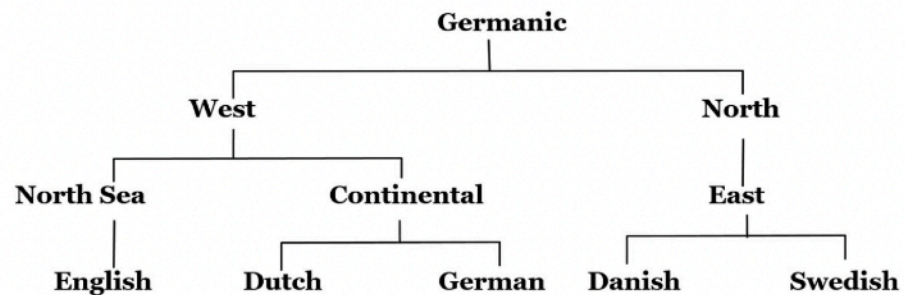 Germanic
West North
North Sea Continental East
English Dutch German Danish Swedish